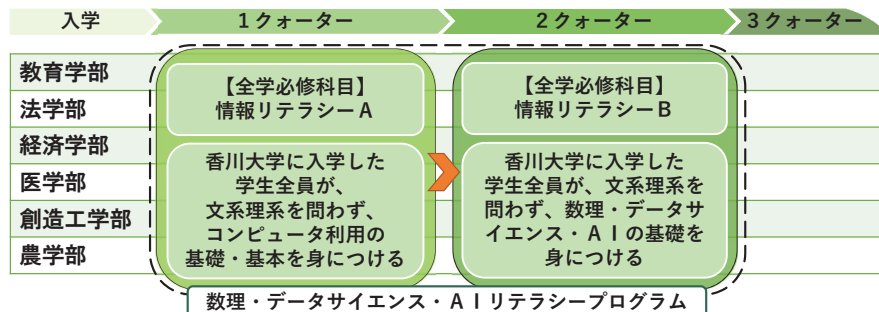 入学
1クォーター
2クォーター
3クォーター
教育学部
法学部
経済学部
医学部
創造工学部
農学部
【全学必修科目】
情報リテラシーA
香川大学に入学した
学生全員が、
文系理系を問わず、
コンピュータ利用の
基礎・基本を身につける
【全学必修科目】
情報リテラシーB
香川大学に入学した
学生全員が、文系理系を
問わず、数理・データサ
イエンス・AIの基礎を
身につける
数理・データサイエンス・AIリテラシープログラム